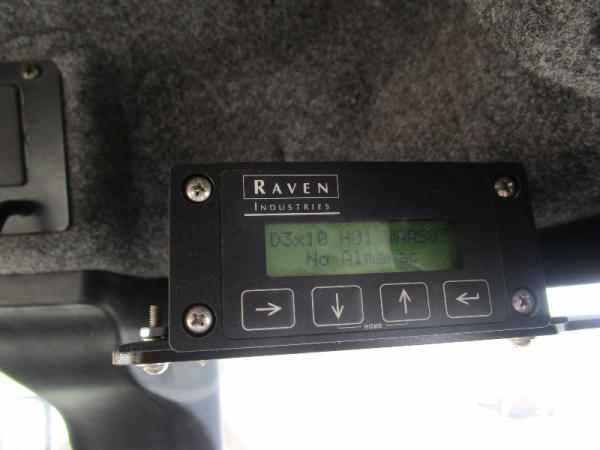 RAVEN
INDUSTRIES
D3x10 H01
No Almanac
HOME